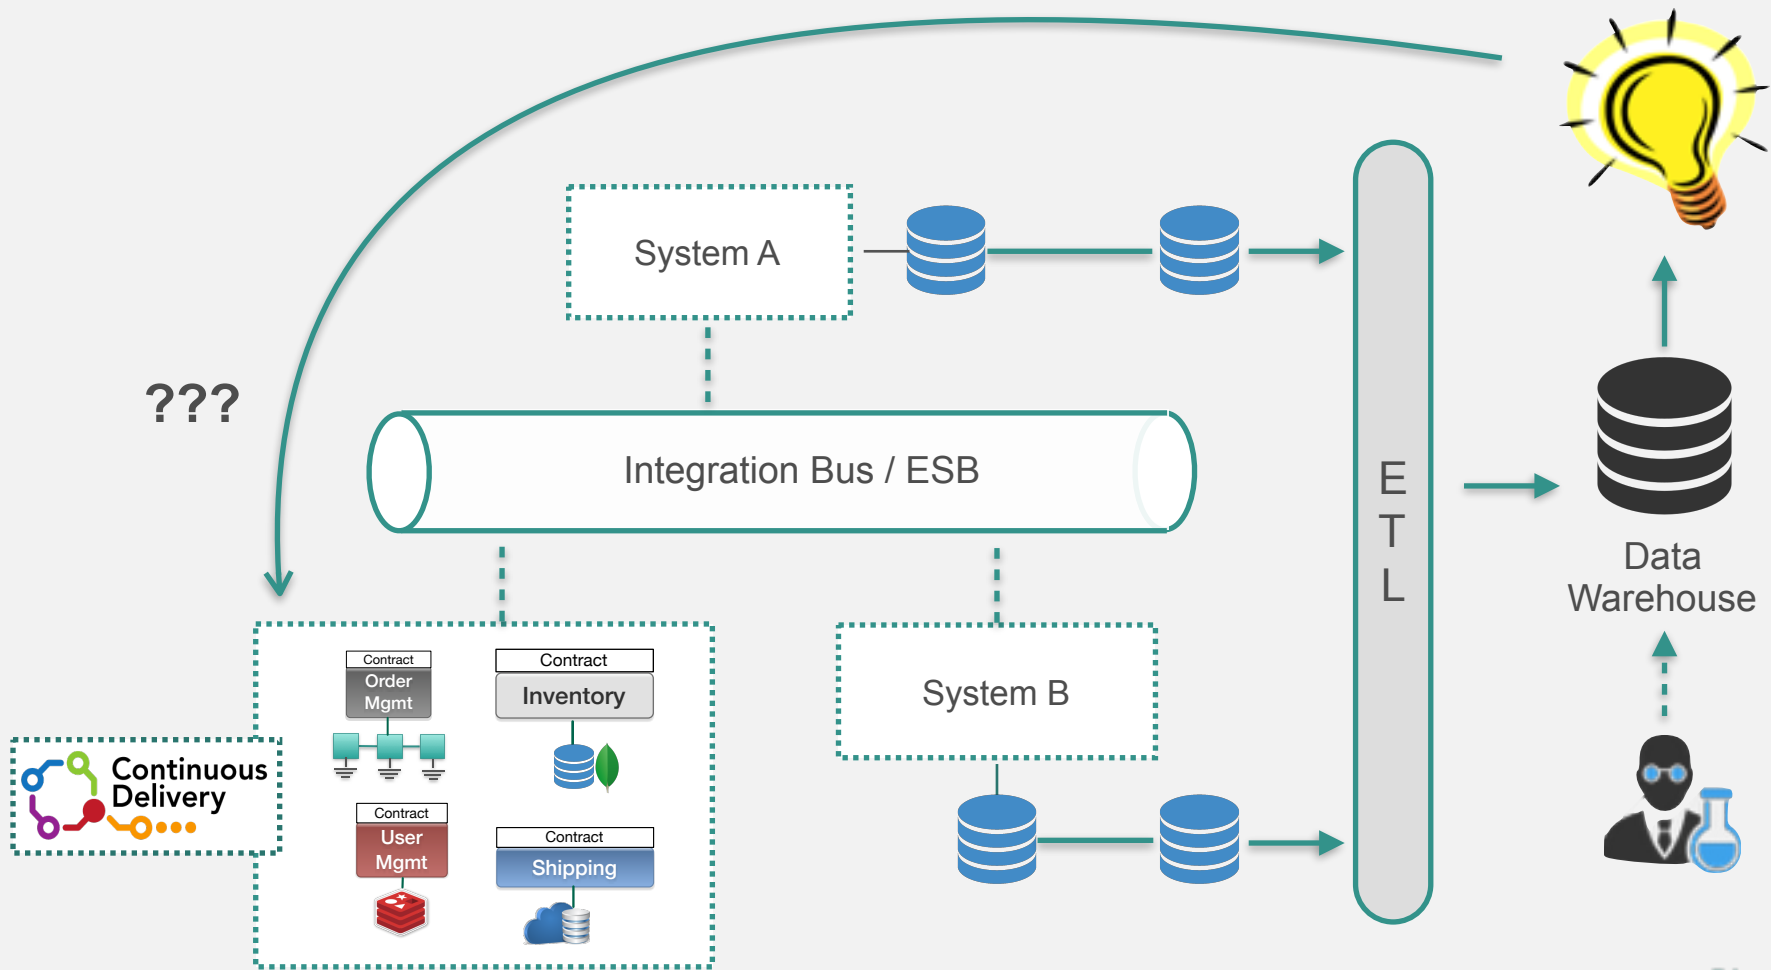 System A
???
Integration Bus / ESB
E
T
L
Data
Warehouse
Contract
Order
Mgmt
Contract
Inventory
System B
Continuous
Delivery
Contract
User
Mgmt
Contract
Shipping